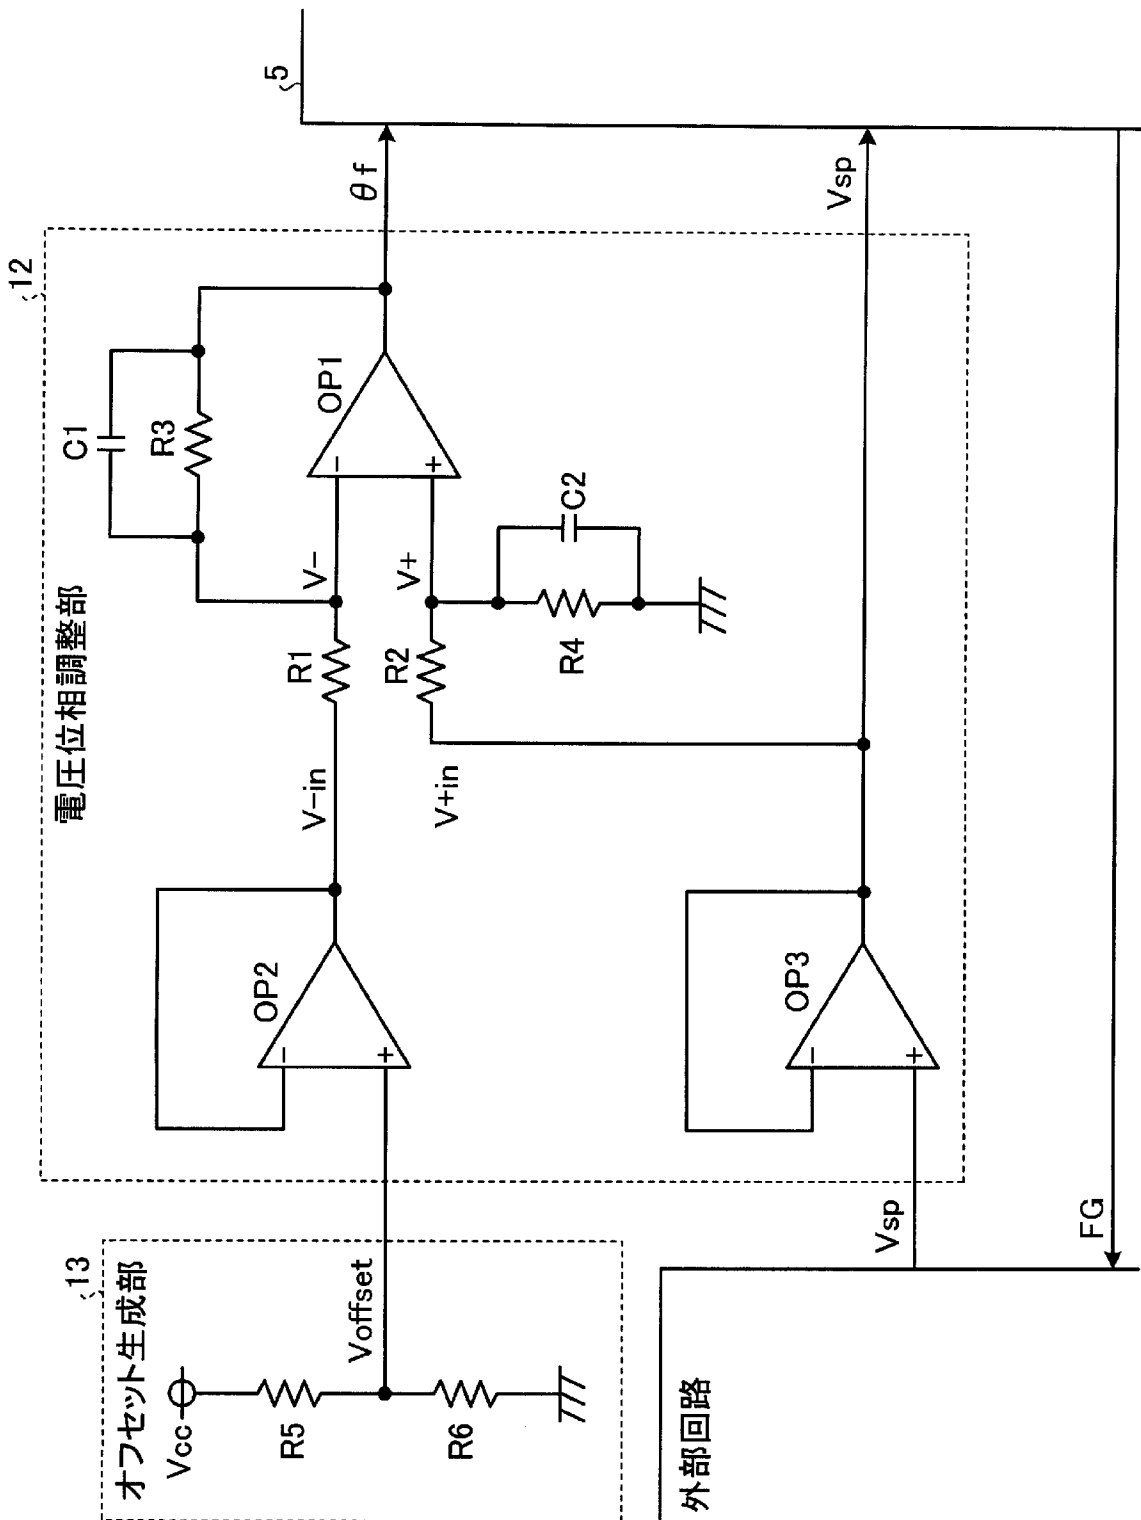 13
オフセット生成部
Vcc
R5
R6
Voffset
外部回路
Vsp
FG
12
電圧位相調整部
OP2
-
+
OP3
-
+
V-in
V+in
R1
R2
V-
V+
R4
C2
C1
R3
OP1
-
+
θf
Vsp
5